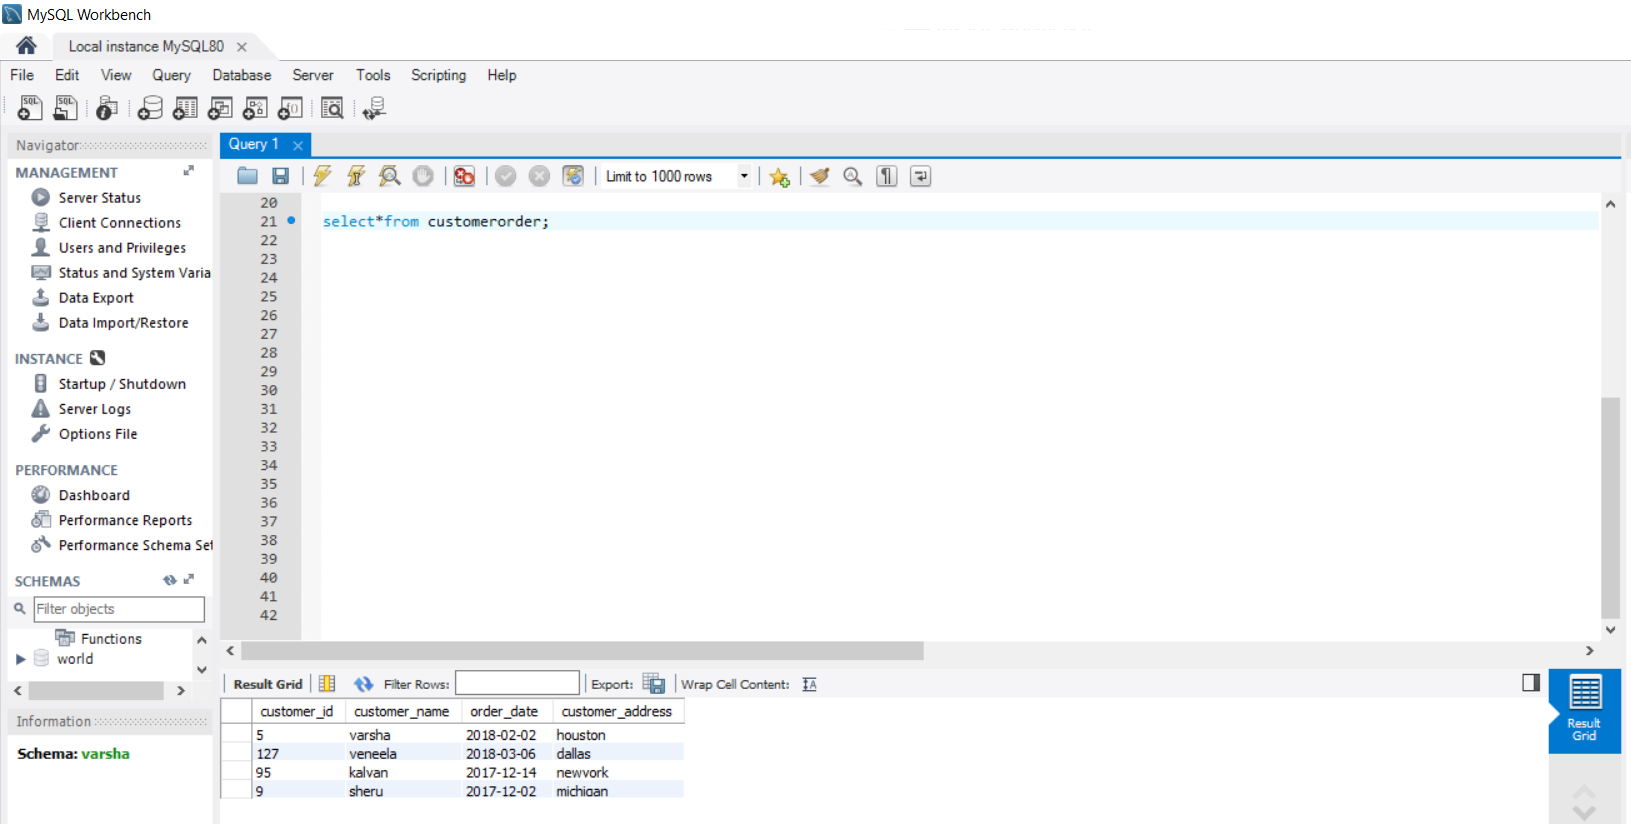 MySQL Workbench
Local instance MySQL80
File Edit View Query Database Server Tools Scripting Help
Navigator
MANAGEMENT
Server Status
Client Connections
Users and Privileges
Status and System Varia
Data Export
Data Import/Restore
INSTANCE
Startup / Shutdown
Server Logs
Options File
PERFORMANCE
Dashboard
Performance Reports
Performance Schema Set
SCHEMAS
Filter objects
Functions
world
Information
Schema: varsha
Query 1
Limit to 1000 rows
20
21 select*from customerorder;
22
23
24
25
26
27
28
29
30
31
32
33
34
35
36
37
38
39
40
41
42
Result Grid Filter Rows: Export: Wrap Cell Content:
customer_id customer_name order_date customer_address
5 varsha 2018-02-02 houston
127 veneela 2018-03-06 dallas
95 kalyan 2017-12-14 newyork
9 sheru 2017-12-02 michigan
Result
Grid